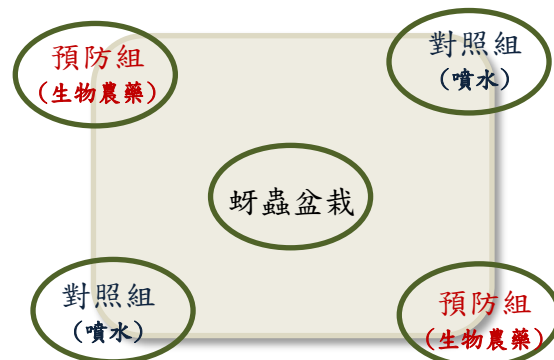 預防組
(生物農藥)
對照組
(噴水)
蚜蟲盆栽
對照組
(噴水)
預防組
(生物農藥)